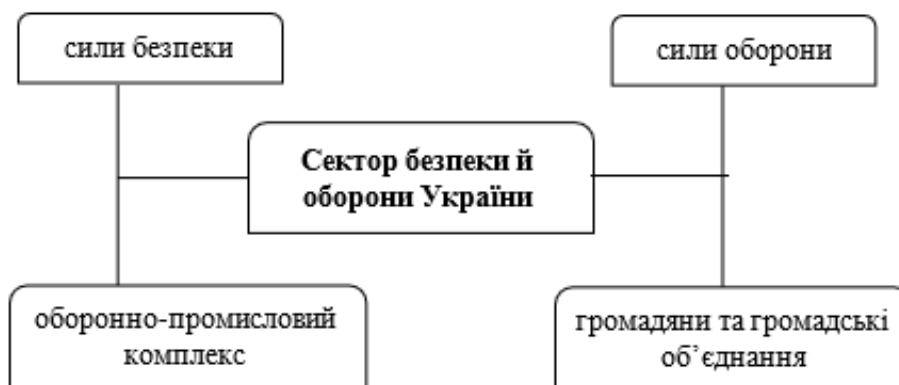 сили безпеки
сили оборони
Сектор безпеки й
оборони України
оборонно-промисловий
комплекс
громадяни та громадські
об’єднання